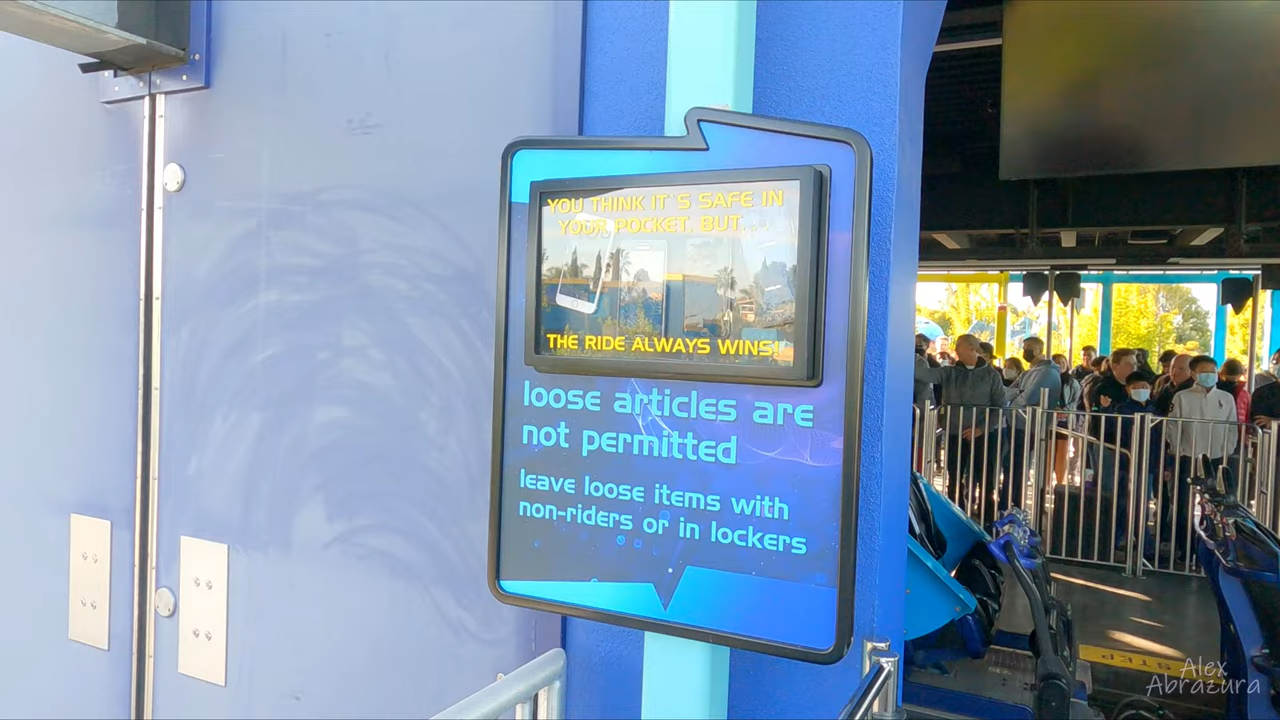 YOU THINK IT'S SAFE IN
YOUR POCKET, BUT...
THE RIDE ALWAYS WINS!
loose articles are
not permitted
leave loose items with
non-riders or in lockers
STEP
Alex
Abrazura